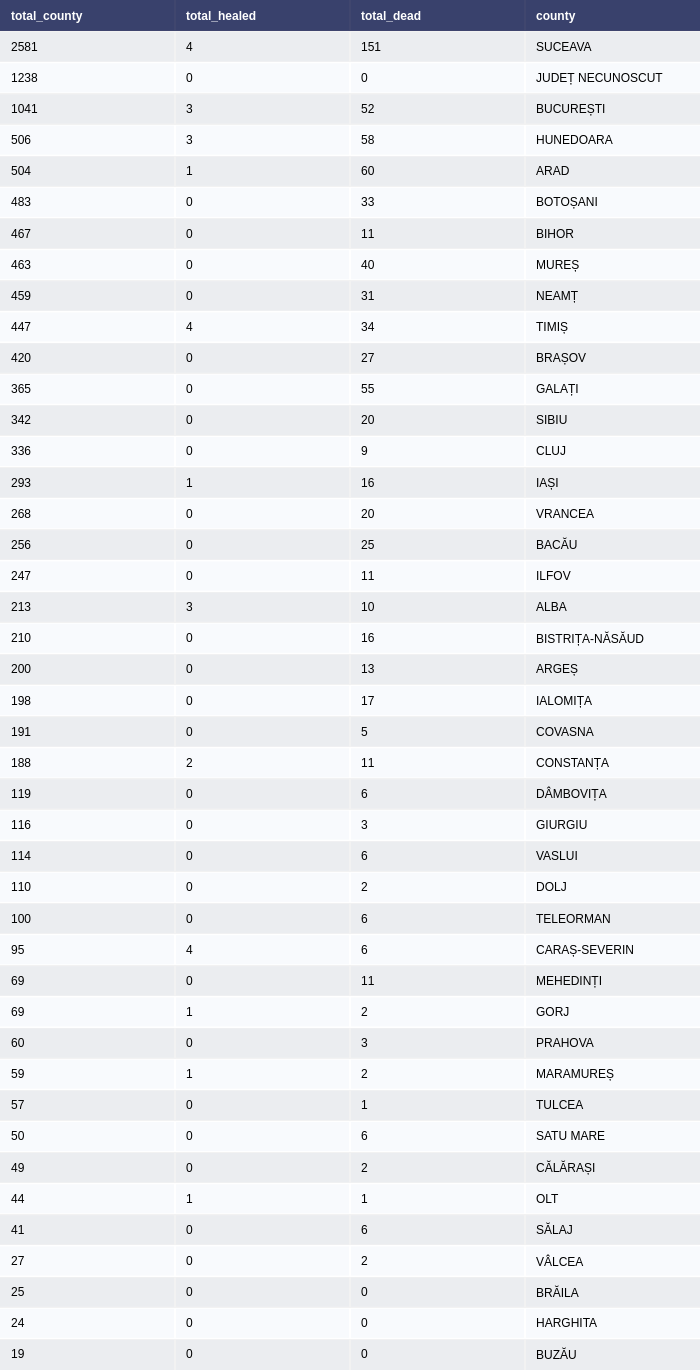 total_county total_healed total_dead county
2581 4 151 SUCEAVA
1238 0 0 JUDEȚ NECUNOSCUT
1041 3 52 BUCUREȘTI
506 3 58 HUNEDOARA
504 1 60 ARAD
483 0 33 BOTOȘANI
467 0 11 BIHOR
463 0 40 MUREȘ
459 0 31 NEAMȚ
447 4 34 TIMIȘ
420 0 27 BRAȘOV
365 0 55 GALAȚI
342 0 20 SIBIU
336 0 9 CLUJ
293 1 16 IAȘI
268 0 20 VRANCEA
256 0 25 BACĂU
247 0 11 ILFOV
213 3 10 ALBA
210 0 16 BISTRIȚA-NĂSĂUD
200 0 13 ARGEȘ
198 0 17 IALOMIȚA
191 0 5 COVASNA
188 2 11 CONSTANȚA
119 0 6 DÂMBOVIȚA
116 0 3 GIURGIU
114 0 6 VASLUI
110 0 2 DOLJ
100 0 6 TELEORMAN
95 4 6 CARAȘ-SEVERIN
69 0 11 MEHEDINȚI
69 1 2 GORJ
60 0 3 PRAHOVA
59 1 2 MARAMUREȘ
57 0 1 TULCEA
50 0 6 SATU MARE
49 0 2 CĂLĂRAȘI
44 1 1 OLT
41 0 6 SĂLAJ
27 0 2 VÂLCEA
25 0 0 BRĂILA
24 0 0 HARGHITA
19 0 0 BUZĂU